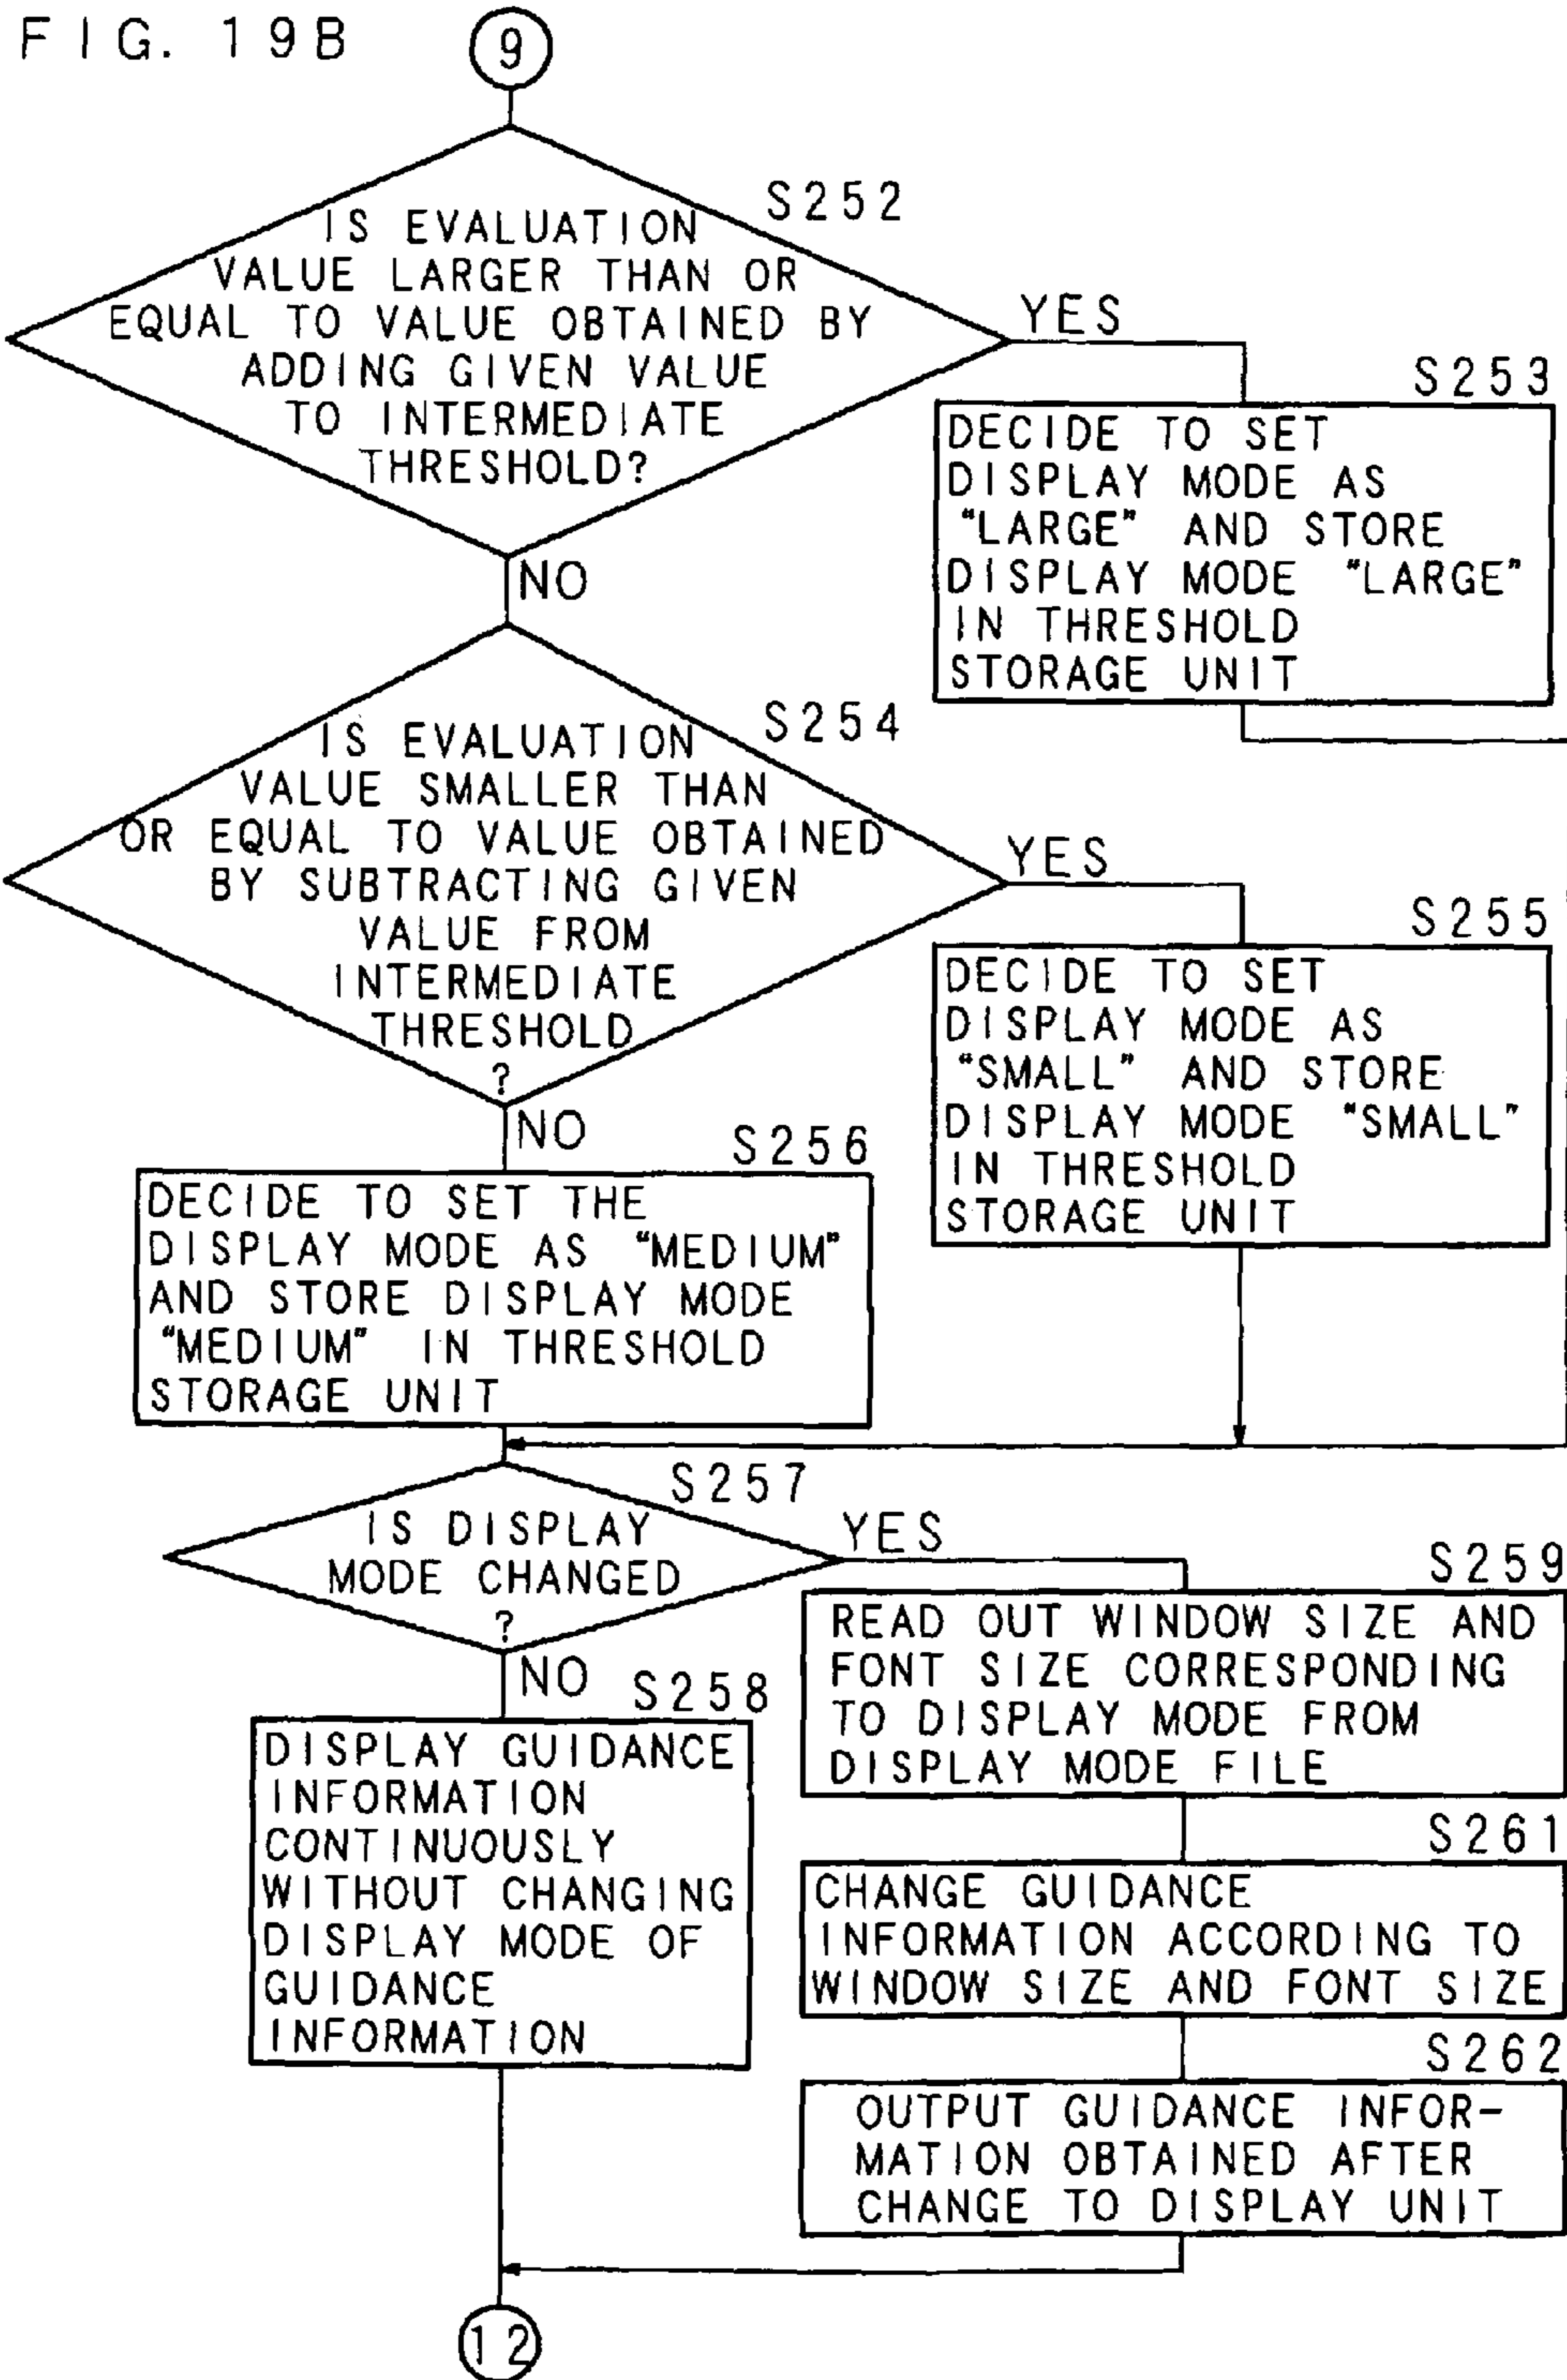 FIG. 19B
9
S252
IS EVALUATION
VALUE LARGER THAN OR
EQUAL TO VALUE OBTAINED BY
ADDING GIVEN VALUE
TO INTERMEDIATE
THRESHOLD?
YES
NO
S253
DECIDE TO SET
DISPLAY MODE AS
"LARGE" AND STORE
DISPLAY MODE "LARGE"
IN THRESHOLD
STORAGE UNIT
S254
IS EVALUATION
VALUE SMALLER THAN
OR EQUAL TO VALUE OBTAINED
BY SUBTRACTING GIVEN
VALUE FROM
INTERMEDIATE
THRESHOLD
?
YES
NO
S255
DECIDE TO SET
DISPLAY MODE AS
"SMALL" AND STORE
DISPLAY MODE "SMALL"
IN THRESHOLD
STORAGE UNIT
S256
DECIDE TO SET THE
DISPLAY MODE AS "MEDIUM"
AND STORE DISPLAY MODE
"MEDIUM" IN THRESHOLD
STORAGE UNIT
S257
IS DISPLAY
MODE CHANGED
?
YES
NO
S258
DISPLAY GUIDANCE
INFORMATION
CONTINUOUSLY
WITHOUT CHANGING
DISPLAY MODE OF
GUIDANCE
INFORMATION
S259
READ OUT WINDOW SIZE AND
FONT SIZE CORRESPONDING
TO DISPLAY MODE FROM
DISPLAY MODE FILE
S261
CHANGE GUIDANCE
INFORMATION ACCORDING TO
WINDOW SIZE AND FONT SIZE
S262
OUTPUT GUIDANCE INFOR-
MATION OBTAINED AFTER
CHANGE TO DISPLAY UNIT
12